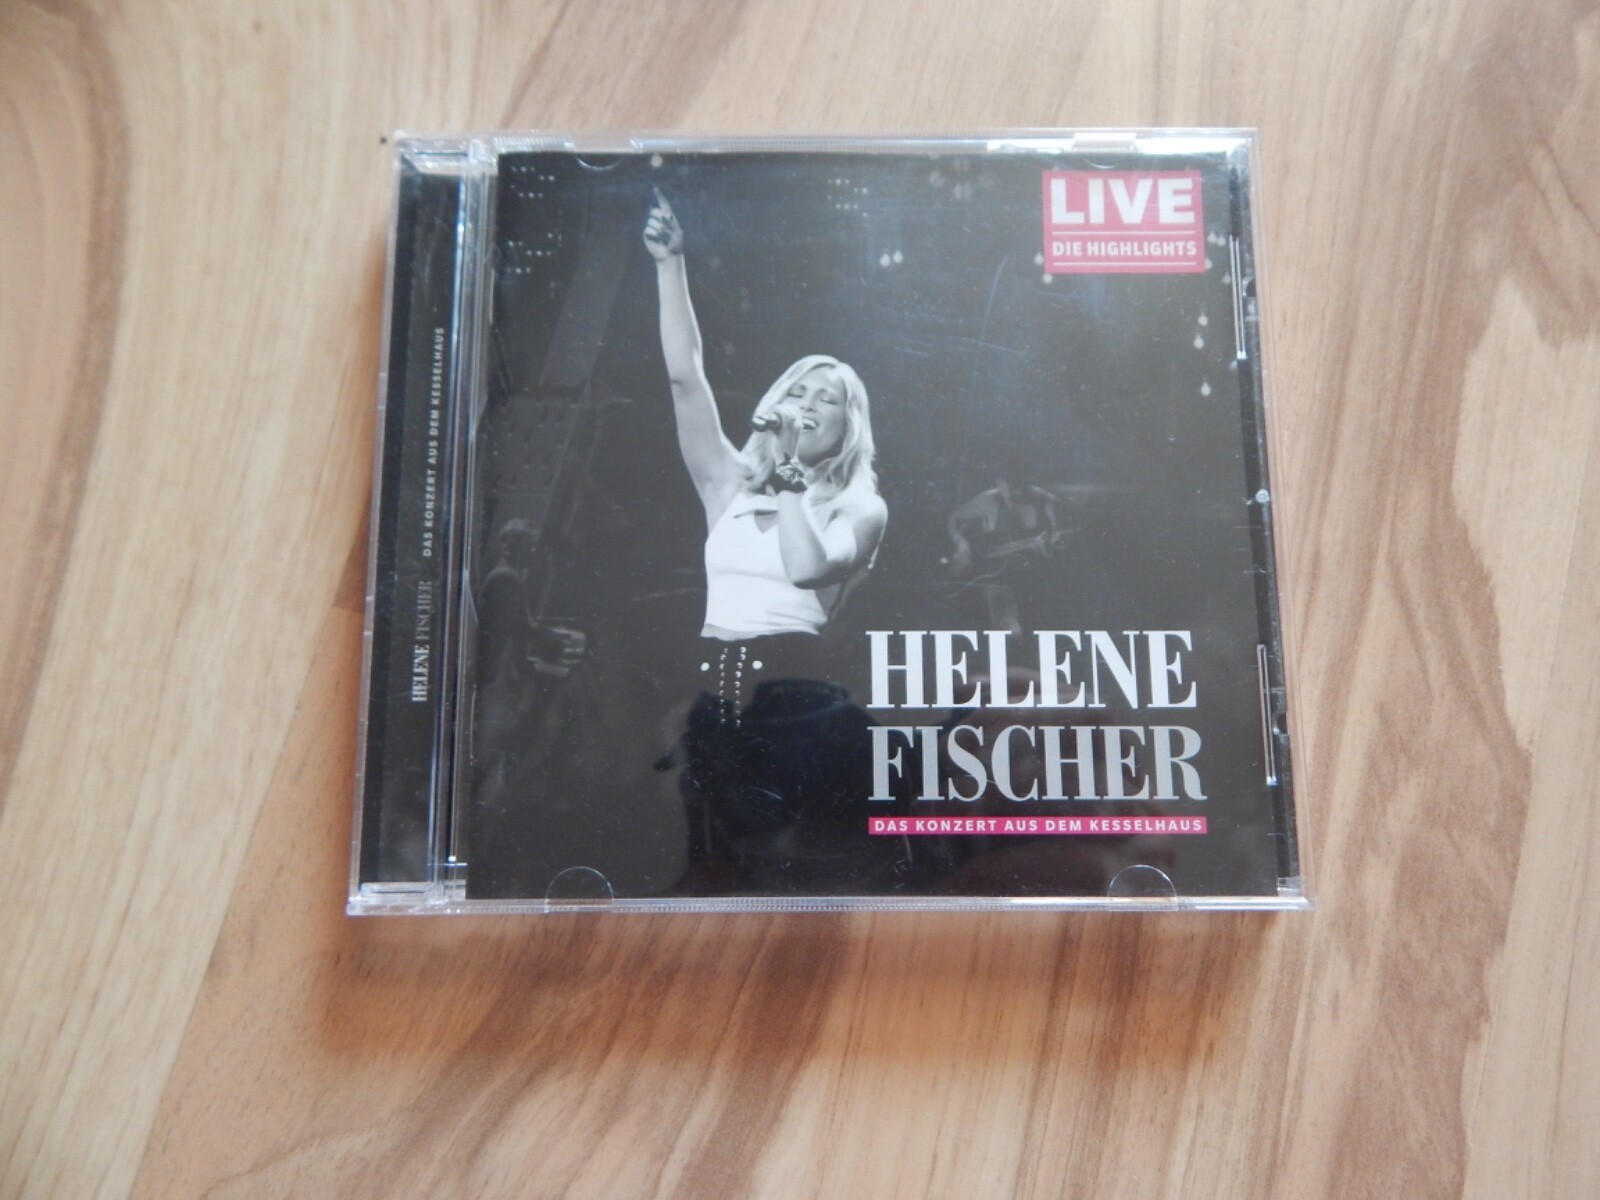 LIVE
DIE HIGHLIGHTS
HELENE
FISCHER
DAS KONZERT AUS DEM KESSELHAUS
HELENE FISCHER DAS KONZERT AUS DEM KESSELHAUS